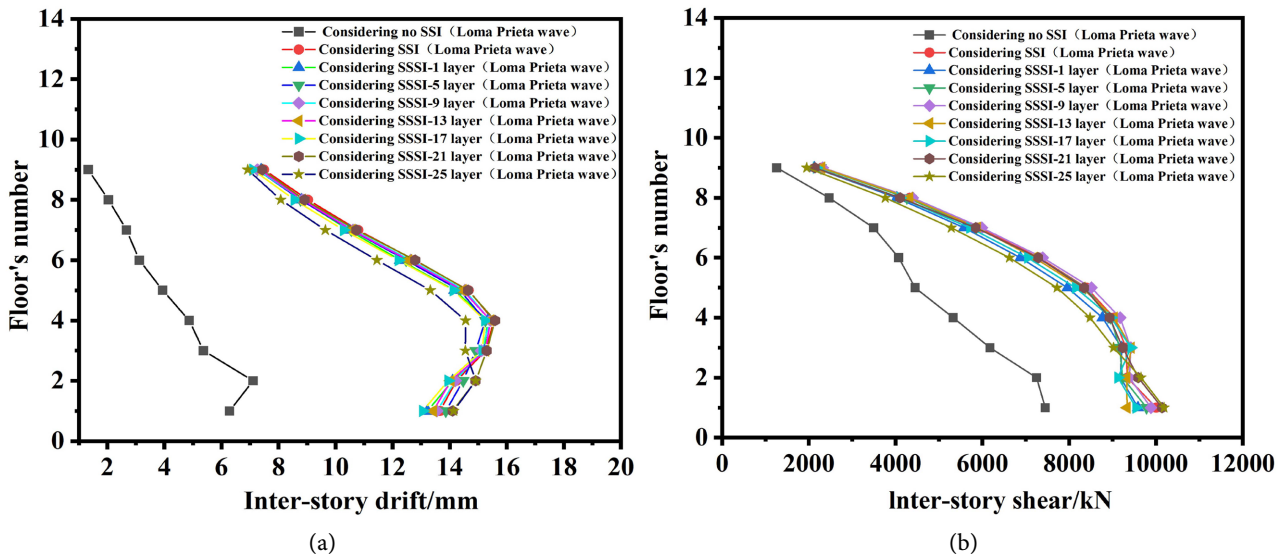 14
12
10
8
6
4
2
0
Floor's number
Considering no SSI（Loma Prieta wave）
Considering SSI（Loma Prieta wave）
Considering SSSI-1 layer（Loma Prieta wave）
Considering SSSI-5 layer（Loma Prieta wave）
Considering SSSI-9 layer（Loma Prieta wave）
Considering SSSI-13 layer（Loma Prieta wave）
Considering SSSI-17 layer（Loma Prieta wave）
Considering SSSI-21 layer（Loma Prieta wave）
Considering SSSI-25 layer（Loma Prieta wave）
2 4 6 8 10 12 14 16 18 20
Inter-story drift/mm
(a)
14
12
10
8
6
4
2
0
Floor's number
Considering no SSI（Loma Prieta wave）
Considering SSI（Loma Prieta wave）
Considering SSSI-1 layer（Loma Prieta wave）
Considering SSSI-5 layer（Loma Prieta wave）
Considering SSSI-9 layer（Loma Prieta wave）
Considering SSSI-13 layer（Loma Prieta wave）
Considering SSSI-17 layer（Loma Prieta wave）
Considering SSSI-21 layer（Loma Prieta wave）
Considering SSSI-25 layer（Loma Prieta wave）
0 2000 4000 6000 8000 10000 12000
lnter-story shear/kN
(b)